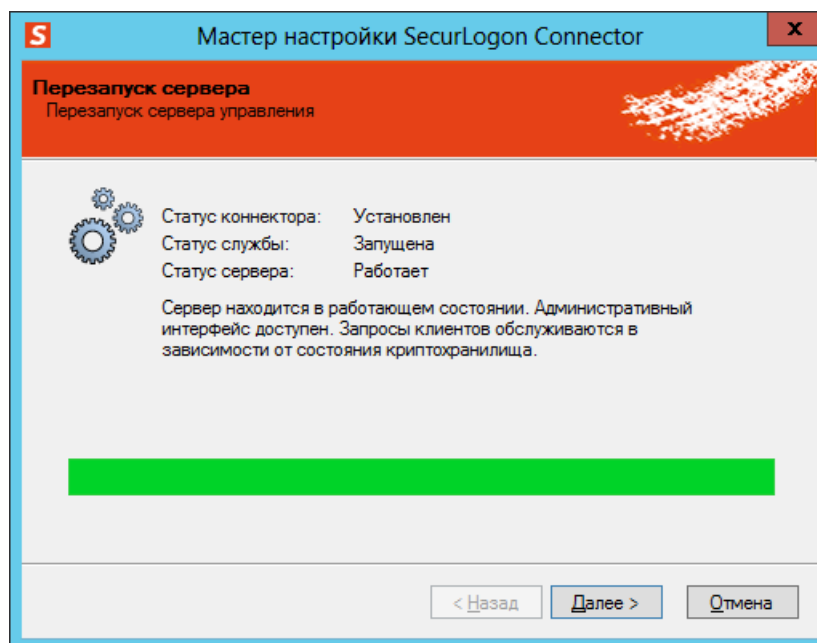 S
Мастер настройки SecurLogon Connector
x
Перезапуск сервера
Перезапуск сервера управления
Статус коннектора: Установлен
Статус службы: Запущена
Статус сервера: Работает
Сервер находится в работающем состоянии. Административный
интерфейс доступен. Запросы клиентов обслуживаются в
зависимости от состояния криптохранилища.
< Назад Далее > Отмена